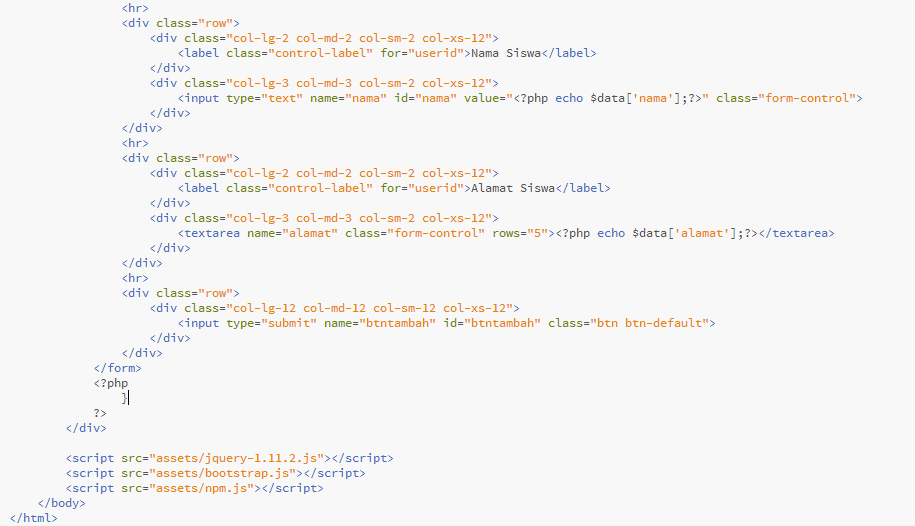 <hr>
<div class="row">
<div class="col-lg-2 col-md-2 col-sm-2 col-xs-12">
<label class="control-label" for="userid">Nama Siswa</label>
</div>
<div class="col-lg-3 col-md-3 col-sm-2 col-xs-12">
<input type="text" name="nama" id="nama" value="<?php echo $data['nama'];?>" class="form-control">
</div>
</div>
<hr>
<div class="row">
<div class="col-lg-2 col-md-2 col-sm-2 col-xs-12">
<label class="control-label" for="userid">Alamat Siswa</label>
</div>
<div class="col-lg-3 col-md-3 col-sm-2 col-xs-12">
<textarea name="alamat" class="form-control" rows="5"><?php echo $data['alamat'];?></textarea>
</div>
</div>
<hr>
<div class="row">
<div class="col-lg-12 col-md-12 col-sm-12 col-xs-12">
<input type="submit" name="btntambah" id="btntambah" class="btn btn-default">
</div>
</div>
</form>
<?php
}
?>
</div>
<script src="assets/jquery-1.11.2.js"></script>
<script src="assets/bootstrap.js"></script>
<script src="assets/npm.js"></script>
</body>
</html>